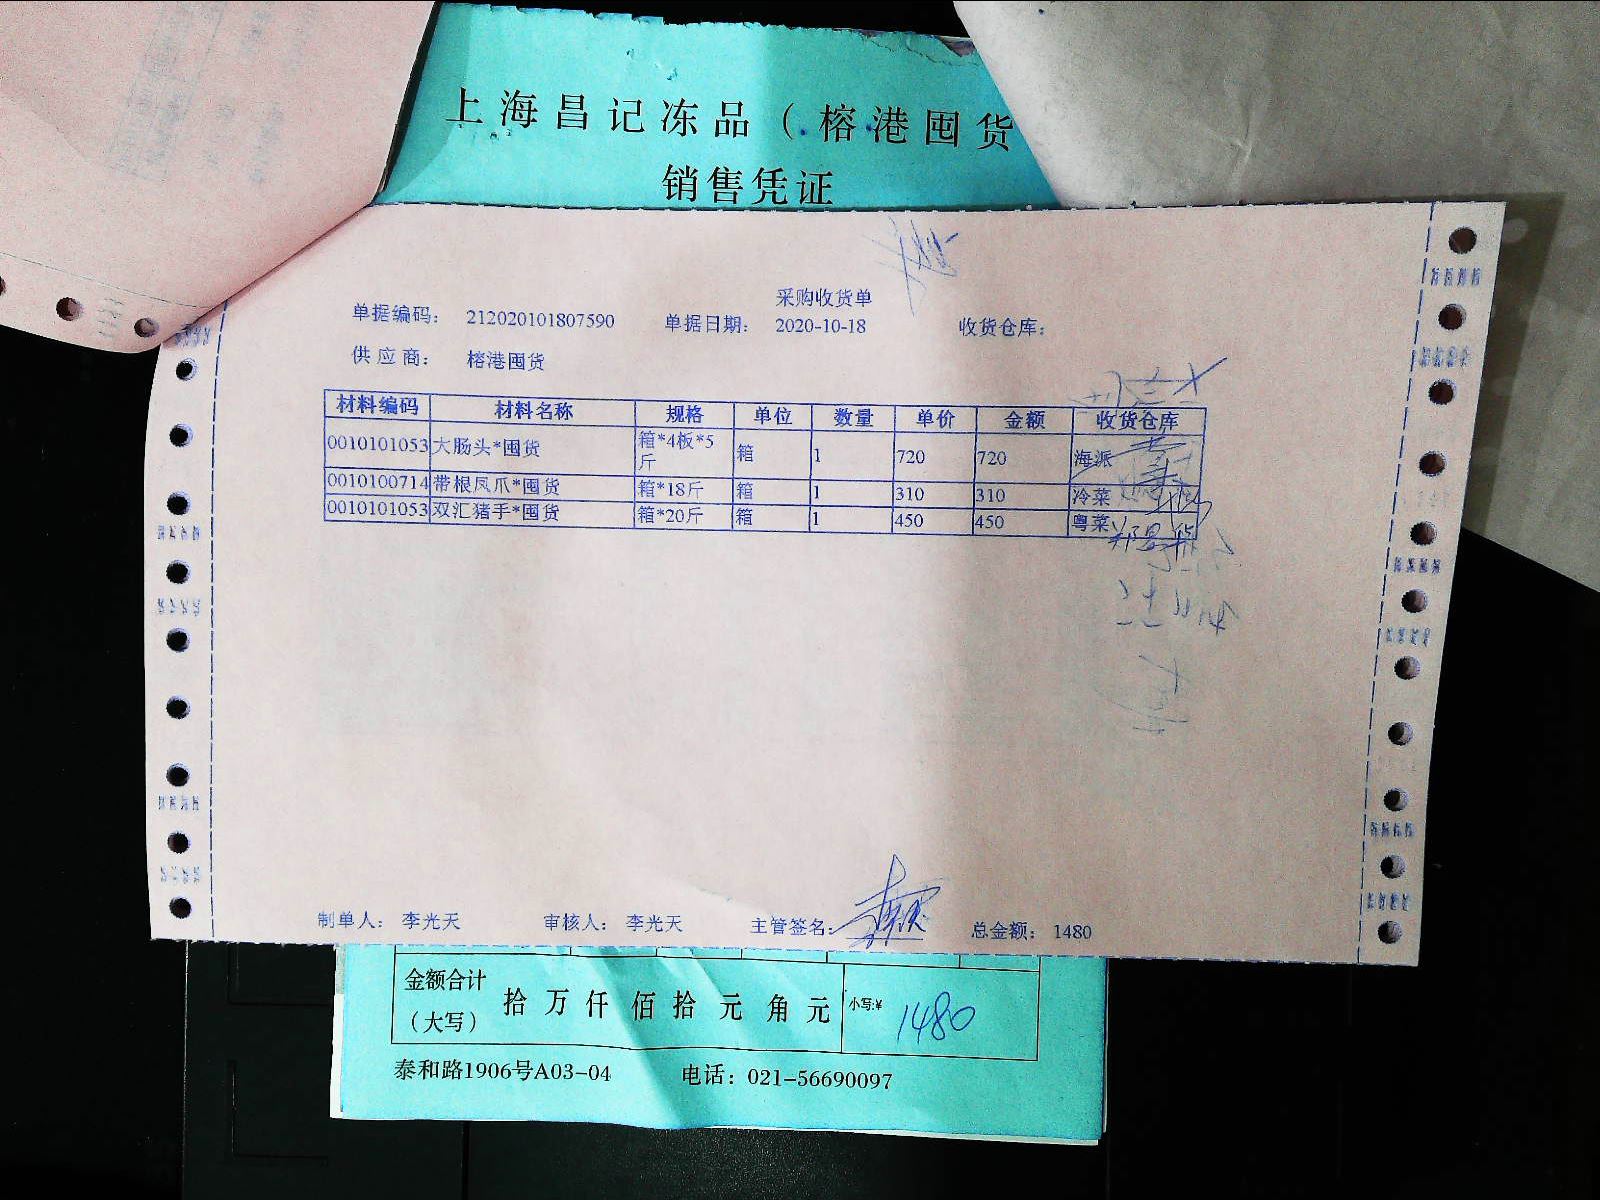 上海昌记冻品（榕港囤货
销售凭证
采购收货单
单据编码： 212020101807590 单据日期： 2020-10-18 收货仓库：
供应商： 榕港囤货
材料编码 材料名称 规格 单位 数量 单价 金额 收货仓库
0010101053 大肠头*囤货 箱*4板*5斤 箱 1 720 720 海派
0010100714 带根凤爪*囤货 箱*18斤 箱 1 310 310 冷菜
0010101053 双汇猪手*囤货 箱*20斤 箱 1 450 450 粤菜
制单人： 李光天 审核人： 李光天 主管签名： 总金额： 1480
金额合计（大写） 拾 万 仟 佰 拾 元 角 元 小写:¥ 1480
泰和路1906号A03-04 电话：021-56690097